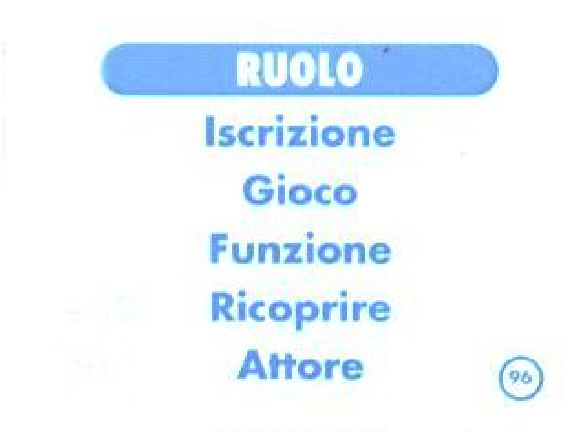 RUOLO
Iscrizione
Gioco
Funzione
Ricoprire
Attore
96